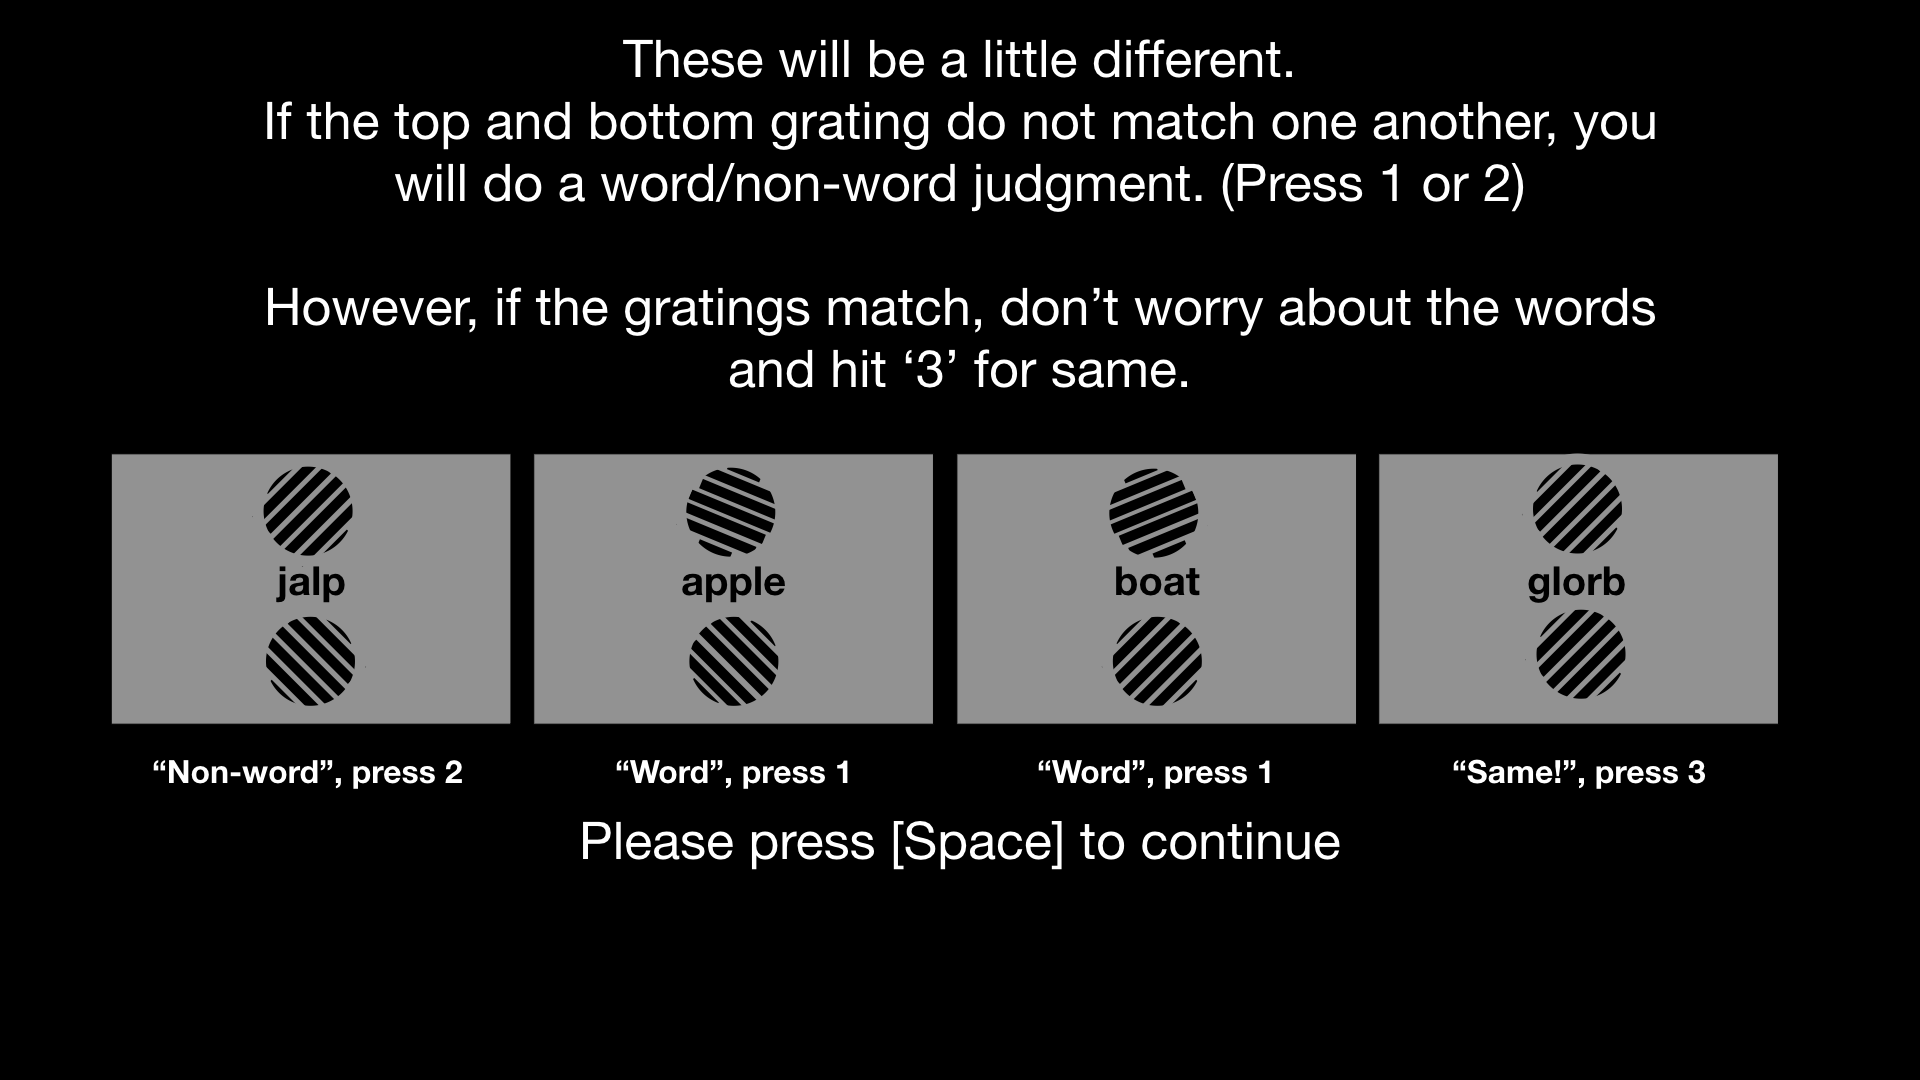 These will be a little different.
If the top and bottom grating do not match one another, you
will do a word/non-word judgment. (Press 1 or 2)
However, if the gratings match, don’t worry about the words
and hit ‘3’ for same.
jalp
apple
boat
glorb
“Non-word”, press 2
“Word”, press 1
“Word”, press 1
“Same!”, press 3
Please press [Space] to continue